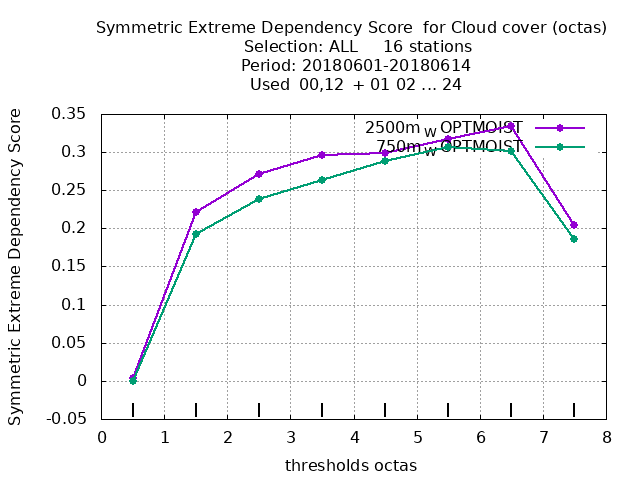 Symmetric Extreme Dependency Score  for Cloud cover (octas)
Selection: ALL     16 stations
Period: 20180601-20180614
Used  00,12  + 01 02 ... 24
2500m W OPTMOIST
750m W OPTMOIST
0.35
0.3
0.25
0.2
0.15
0.1
0.05
0
-0.05
Symmetric Extreme Dependency Score
0 1 2 3 4 5 6 7 8
thresholds octas